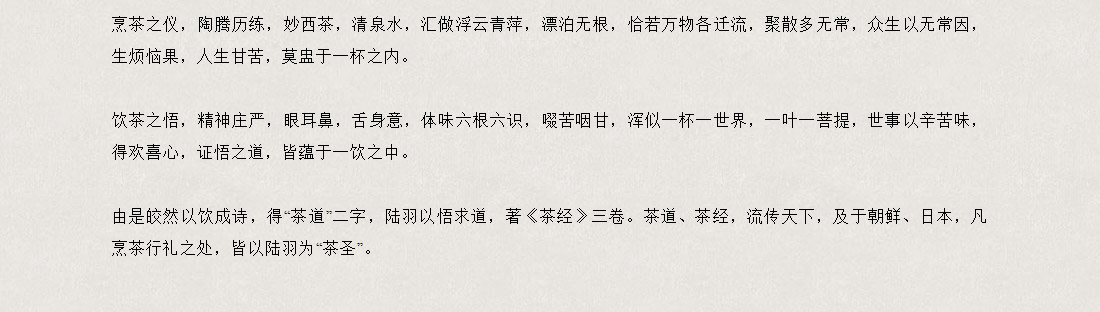 烹茶之仪，陶腾历练，妙西茶，清泉水，汇做浮云青萍，漂泊无根，恰若万物各迁流，聚散多无常，众生以无常因，
生烦恼果，人生甘苦，莫蛊于一杯之内。
饮茶之悟，精神庄严，眼耳鼻，舌身意，体味六根六识，啜苦咽甘，浑似一杯一世界，一叶一菩提，世事以辛苦味，
得欢喜心，证悟之道，皆蕴于一饮之中。
由是皎然以饮成诗，得“茶道”二字，陆羽以悟求道，著《茶经》三卷。茶道、茶经，流传天下，及于朝鲜、日本，凡
烹茶行礼之处，皆以陆羽为“茶圣”。